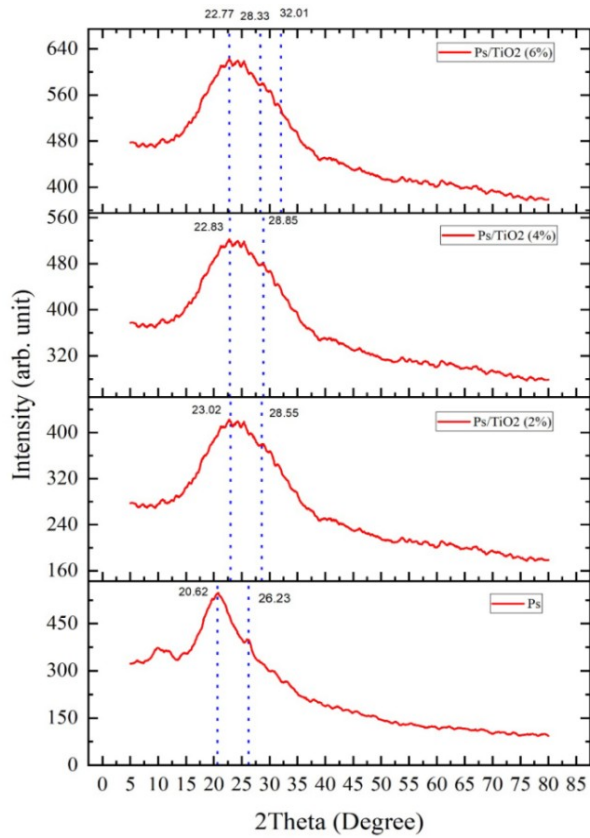 22.77 28.33 32.01
Ps/TiO2 (6%)
640
560
480
400
22.83 28.85
Ps/TiO2 (4%)
560
480
400
320
23.02 28.55
Ps/TiO2 (2%)
400
320
240
160
20.62 26.23
Ps
450
300
150
0
Intensity (arb. unit)
0 5 10 15 20 25 30 35 40 45 50 55 60 65 70 75 80 85
2Theta (Degree)